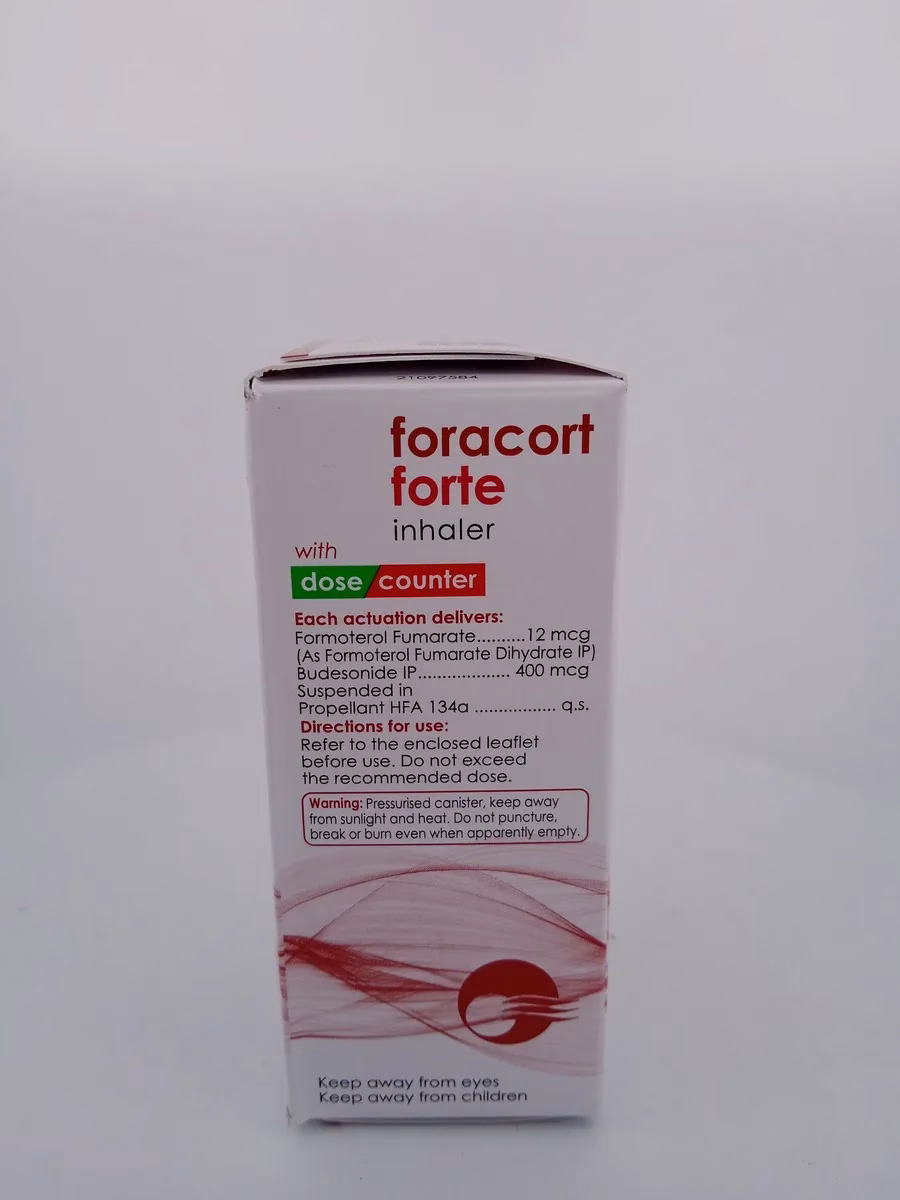 21097584
foracort
forte
inhaler
with
dose/counter
Each actuation delivers:
Formoterol Fumarate..........12 mcg
(As Formoterol Fumarate Dihydrate IP)
Budesonide IP................... 400 mcg
Suspended in
Propellant HFA 134a ................. q.s.
Directions for use:
Refer to the enclosed leaflet
before use. Do not exceed
the recommended dose.
Warning: Pressurised canister, keep away
from sunlight and heat. Do not puncture,
break or burn even when apparently empty.
Keep away from eyes
Keep away from children